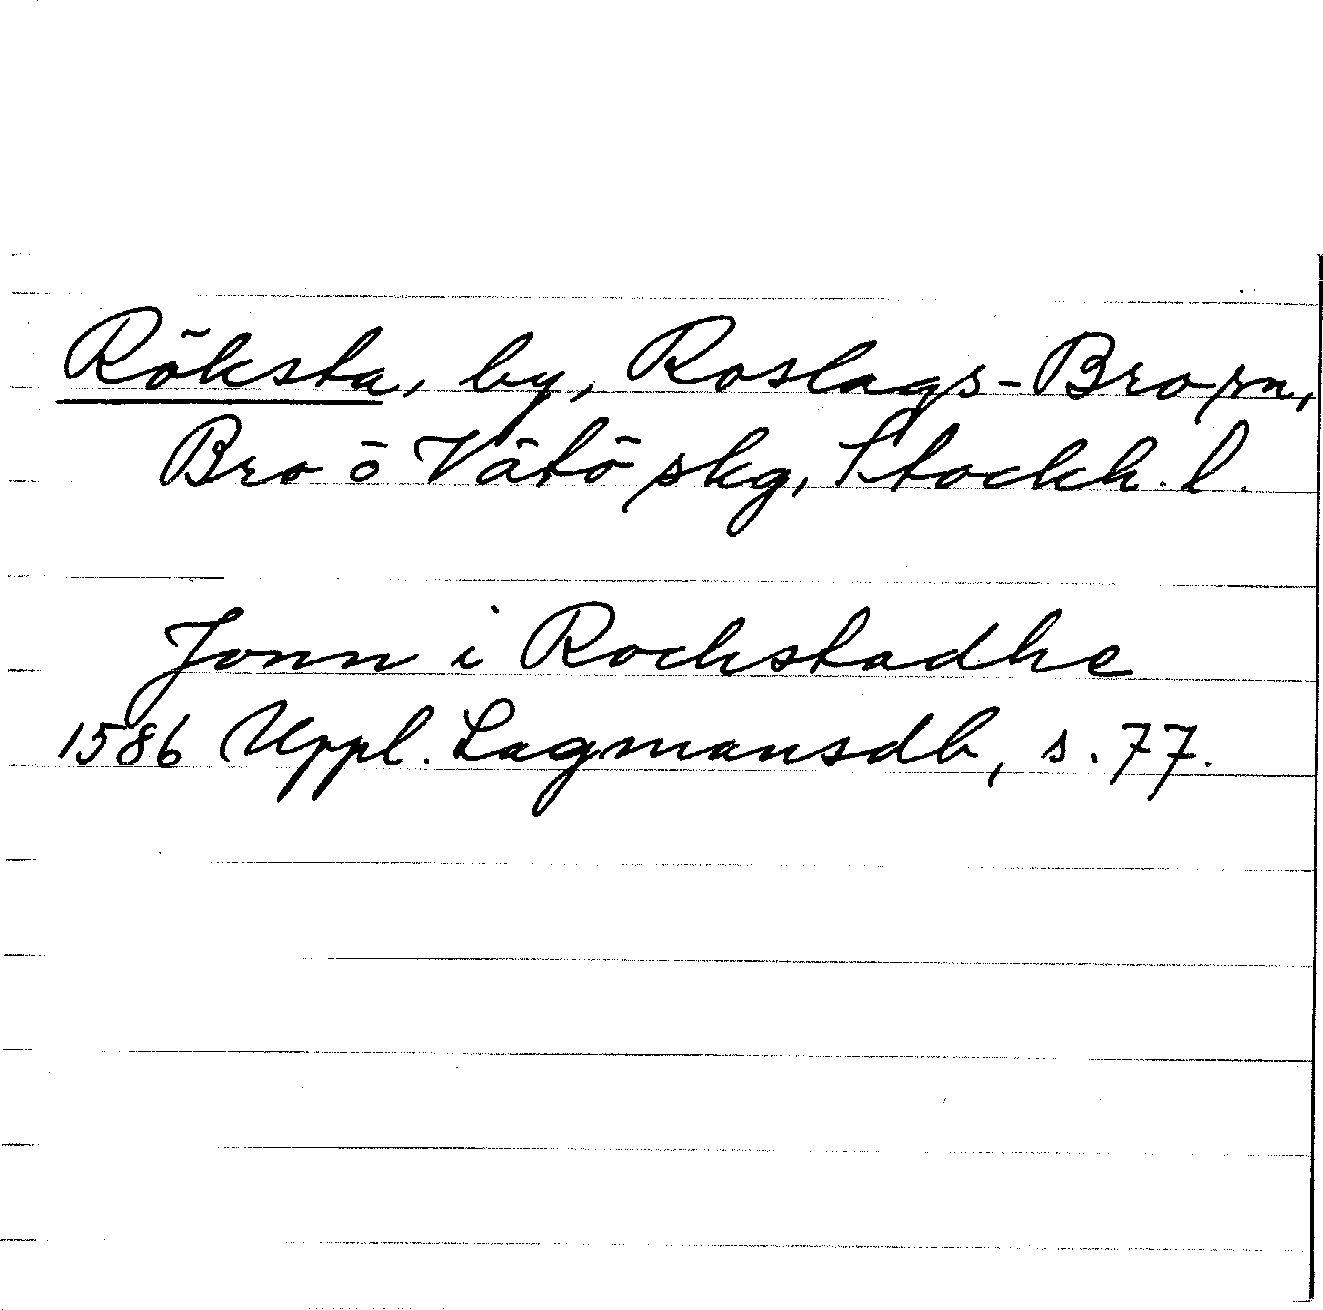 Röksta, by, Roslags-Bro sn,
Bro o Vätö skg, Stockh. l.
Jonn i Rockstadhe
1586 Uppl. Lagmansdb, s. 77.